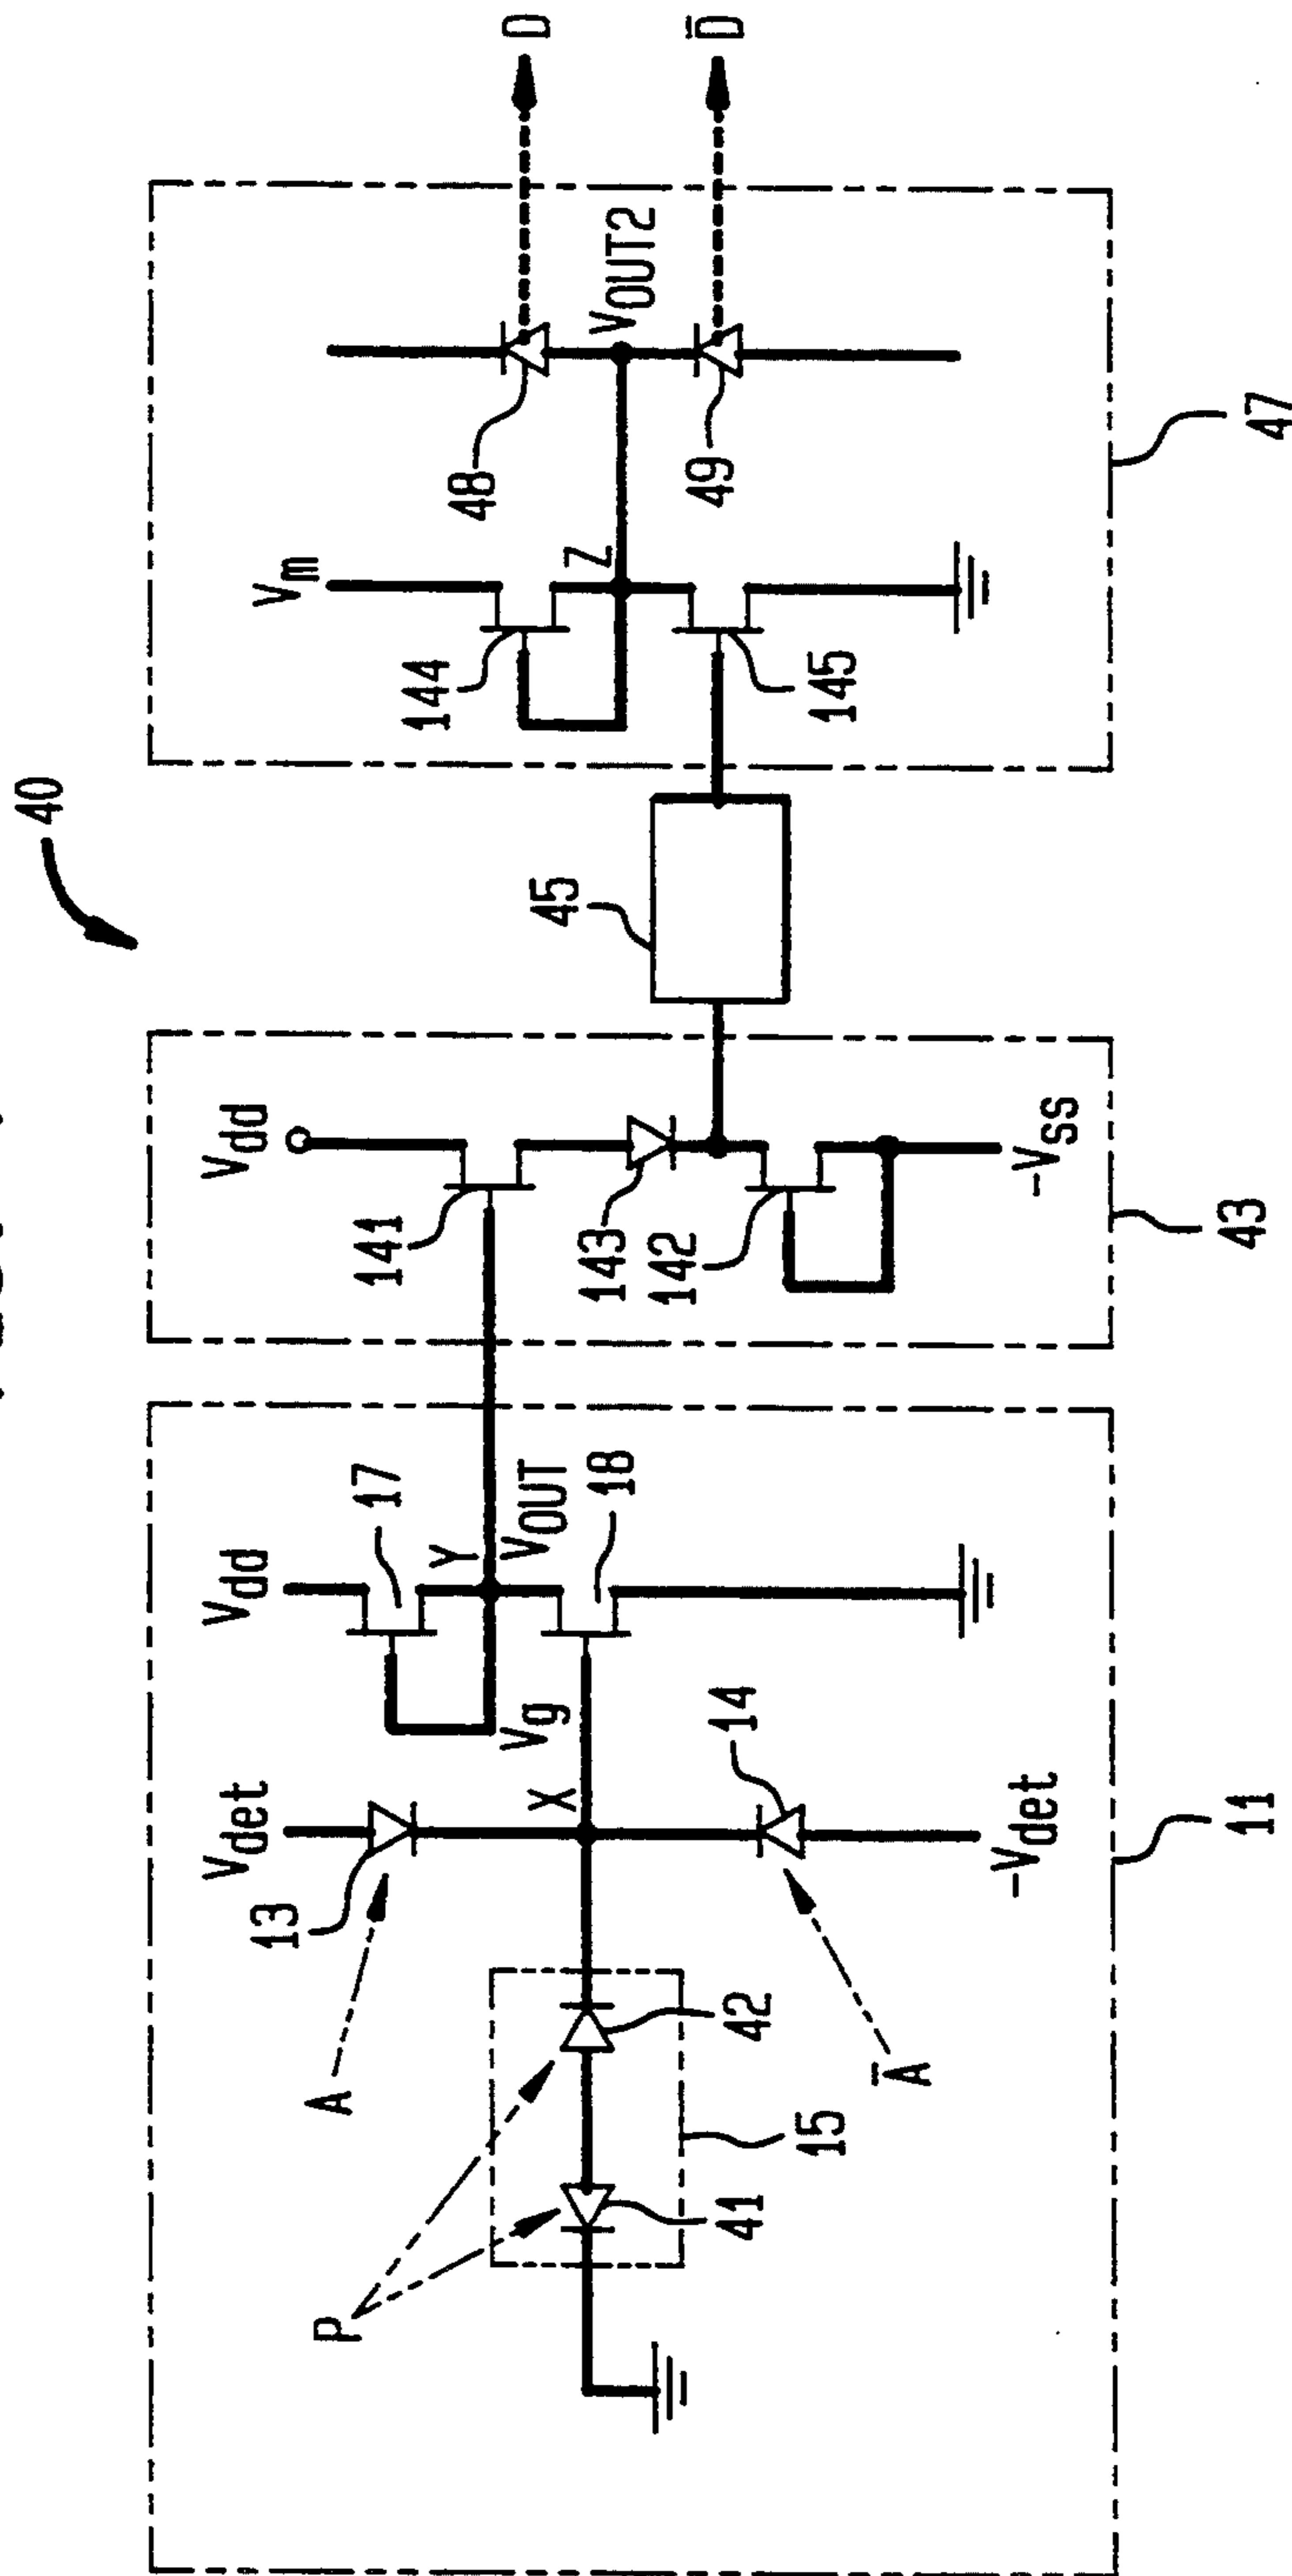 40
V_det
V_dd
V_dd
V_m
D
D̄
13
17
141
144
48
A
P
X
V_g
Y
V_OUT
18
143
142
45
Z
V_OUT2
49
145
42
41
15
14
Ā
-V_det
-V_SS
11
43
47